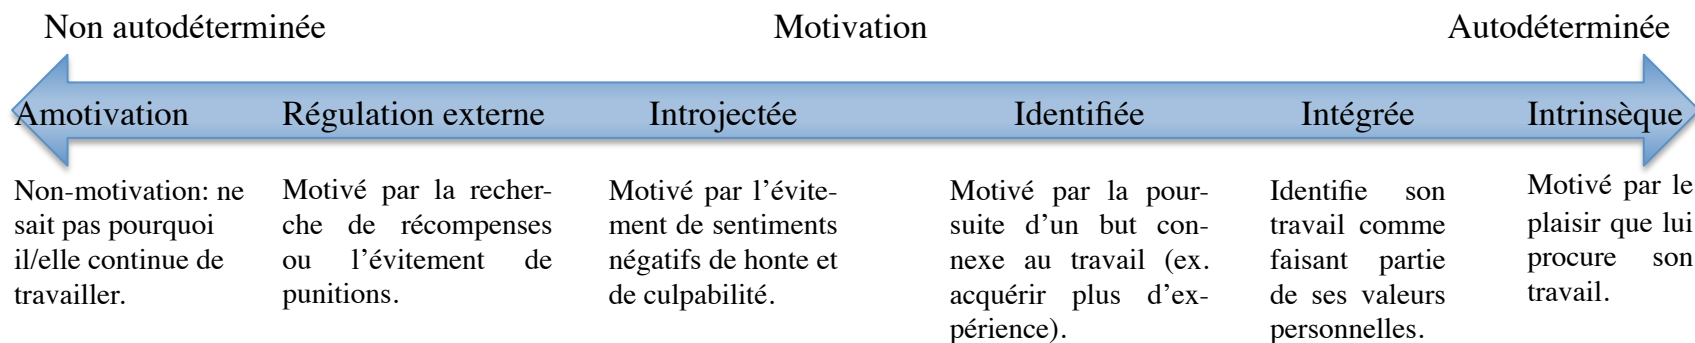 Non autodéterminée Motivation Autodéterminée
Amotivation Régulation externe Introjectée Identifiée Intégrée Intrinsèque
Non-motivation: ne
sait pas pourquoi
il/elle continue de
travailler.
Motivé par la recher-
che de récompenses
ou l'évitement de
punitions.
Motivé par l'évite-
ment de sentiments
négatifs de honte et
de culpabilité.
Motivé par la pour-
suite d'un but con-
nexe au travail (ex.
acquérir plus d'ex-
périence).
Identifie son
travail comme
faisant partie
de ses valeurs
personnelles.
Motivé par le
plaisir que lui
procure son
travail.